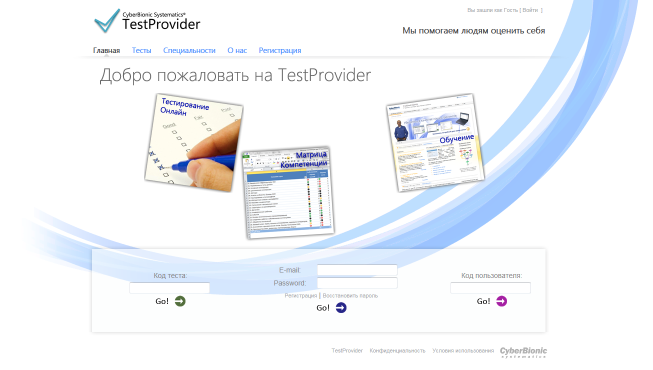 CyberBionic Systematics®
TestProvider
Вы зашли как Гость [ Войти ]
Мы помогаем людям оценить себя
Главная Тесты Специальности О нас Регистрация
Добро пожаловать на TestProvider
Тестирование
Онлайн
Матрица
Компетенции
Обучение
Код теста:
Go!
E-mail:
Password:
Регистрация | Восстановить пароль
Go!
Код пользователя:
Go!
TestProvider Конфиденциальность Условия использования CyberBionic
systematics